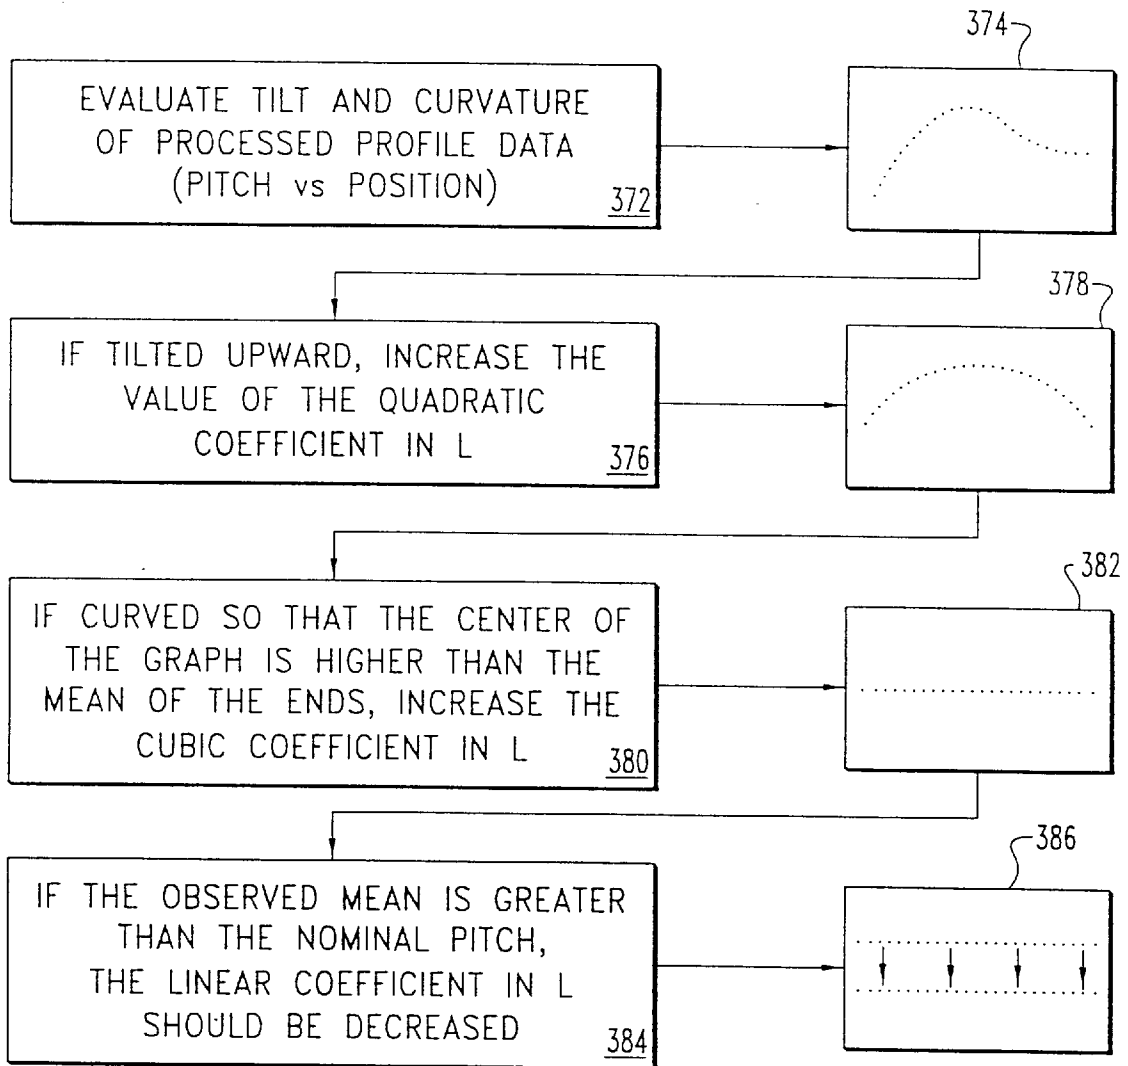 374
EVALUATE TILT AND CURVATURE
OF PROCESSED PROFILE DATA
(PITCH vs POSITION)
372
378
IF TILTED UPWARD, INCREASE THE
VALUE OF THE QUADRATIC
COEFFICIENT IN L
376
382
IF CURVED SO THAT THE CENTER OF
THE GRAPH IS HIGHER THAN THE
MEAN OF THE ENDS, INCREASE THE
CUBIC COEFFICIENT IN L
380
386
IF THE OBSERVED MEAN IS GREATER
THAN THE NOMINAL PITCH,
THE LINEAR COEFFICIENT IN L
SHOULD BE DECREASED
384